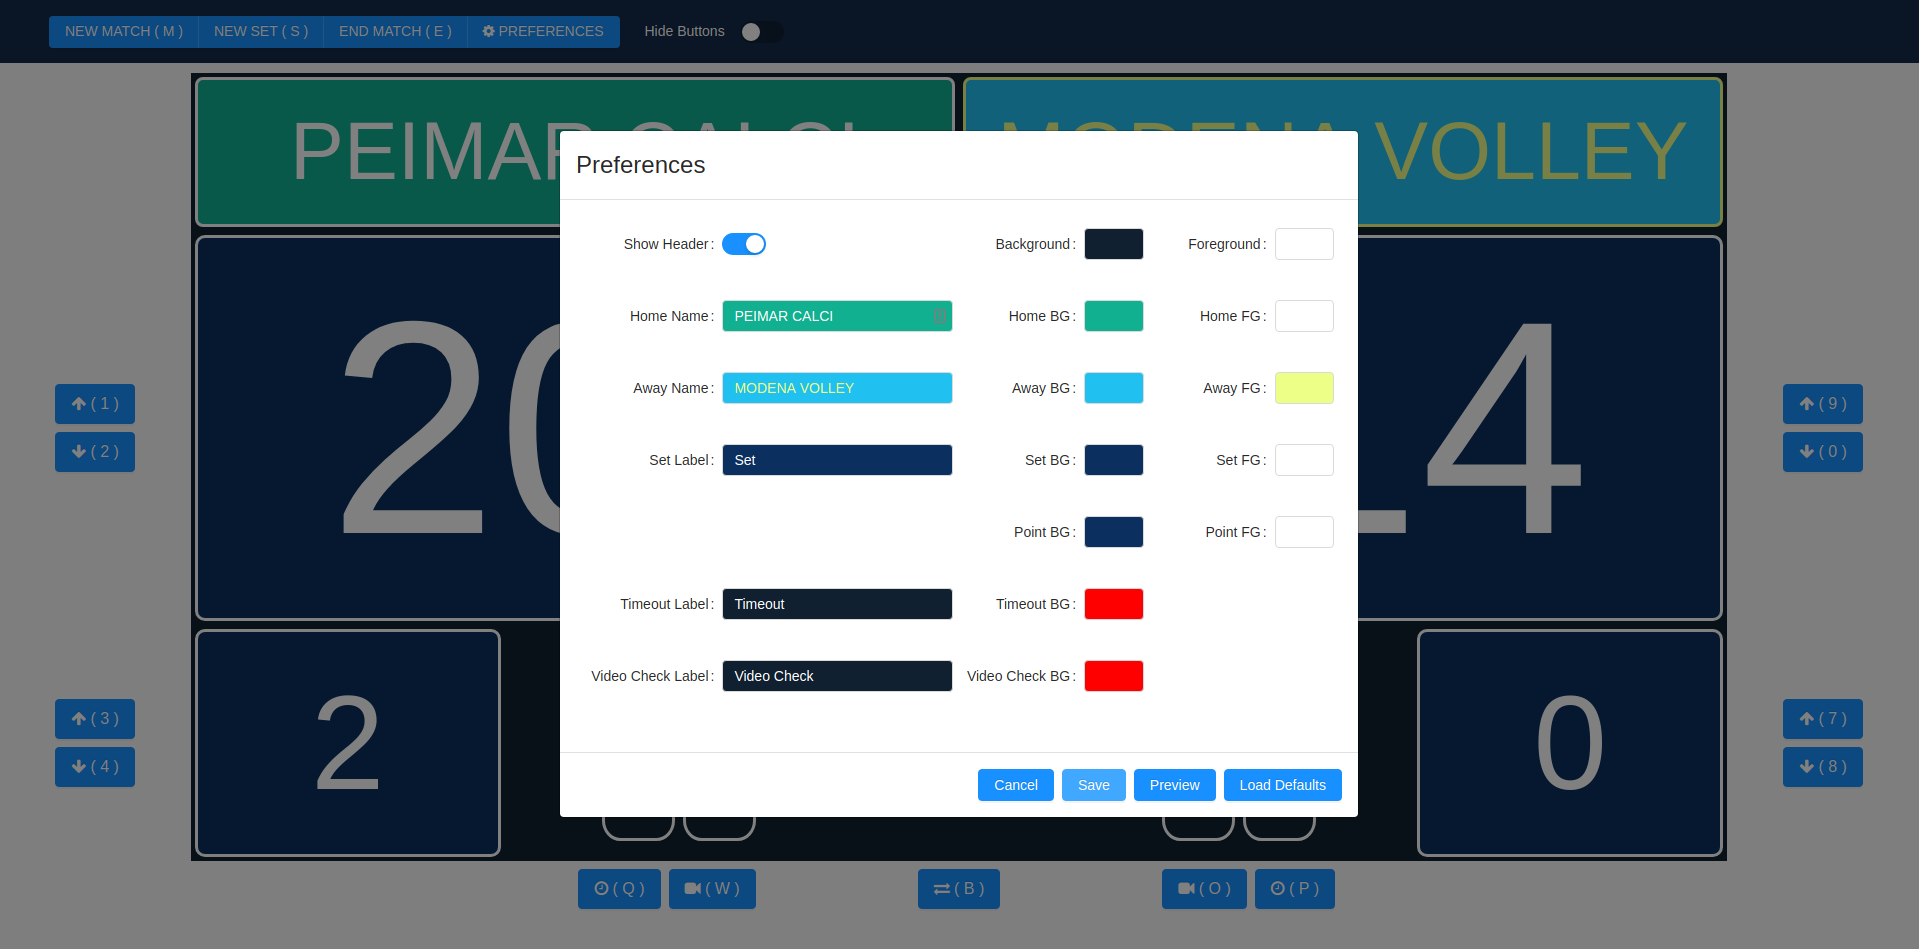 NEW MATCH ( M ) NEW SET ( S ) END MATCH ( E ) PREFERENCES Hide Buttons
PEIMAR CALCI VOLLEY
Preferences
Show Header : Background : Foreground :
Home Name : PEIMAR CALCI Home BG : Home FG :
Away Name : MODENA VOLLEY Away BG : Away FG :
Set Label : Set Set BG : Set FG :
Point BG : Point FG :
Timeout Label : Timeout Timeout BG :
Video Check Label : Video Check Video Check BG :
Cancel Save Preview Load Defaults
20 4
( 1 ) ( 9 )
( 2 ) ( 0 )
2 0
( 3 ) ( 7 )
( 4 ) ( 8 )
( Q ) ( W ) ( B ) ( O ) ( P )